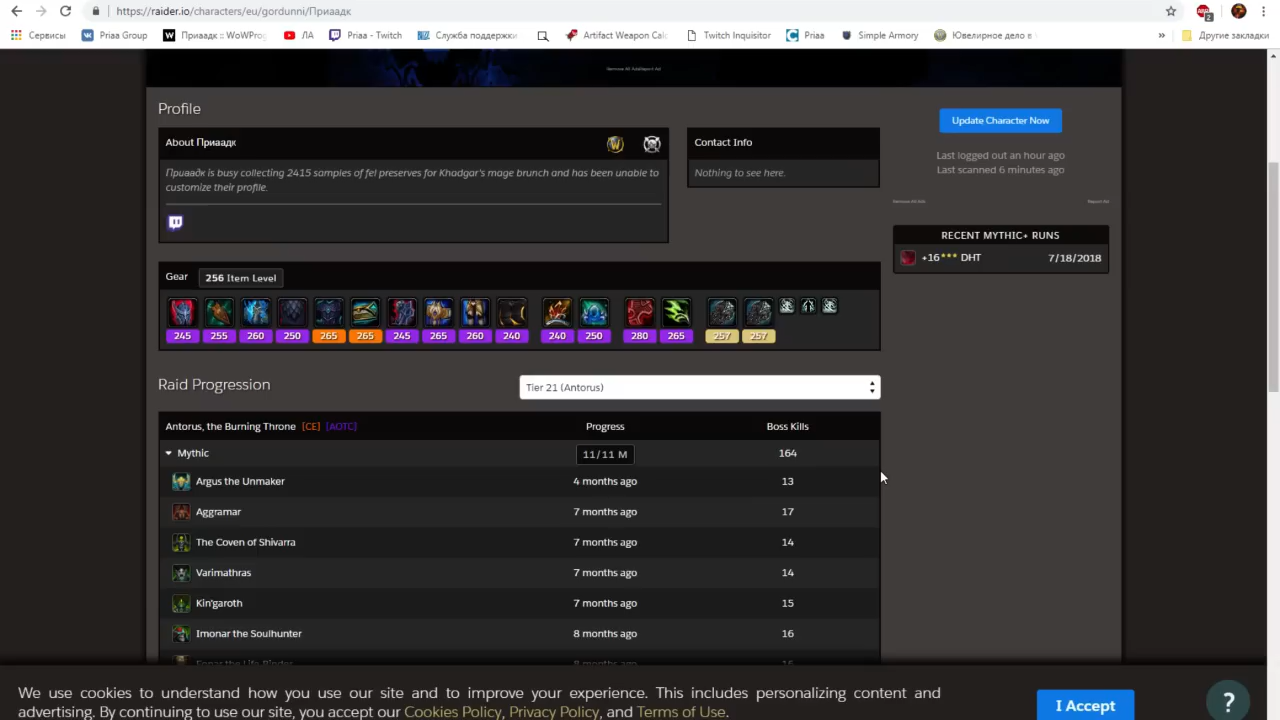 https://raider.io/characters/eu/gordunni/Приаадк
2
Сервисы Priaa Group Приаадк :: WoWProg ЛА Priaa - Twitch Служба поддержки Artifact Weapon Calc Twitch Inquisitor Priaa Simple Armory Ювелирное дело в » Другие закладки
Profile
Update Character Now
About Приаадк
Contact Info
Last logged out an hour ago
Last scanned 6 minutes ago
Приаадк is busy collecting 2415 samples of fel preserves for Khadgar's mage brunch and has been unable to
customize their profile.
Nothing to see here.
RECENT MYTHIC+ RUNS
+16*** DHT 7/18/2018
Gear 256 Item Level
245 255 260 250 265 265 245 265 260 240 240 250 280 265 257 257
Raid Progression
Tier 21 (Antorus)
Antorus, the Burning Throne [CE] [AOTC] Progress Boss Kills
Mythic 11/11 M 164
Argus the Unmaker 4 months ago 13
Aggramar 7 months ago 17
The Coven of Shivarra 7 months ago 14
Varimathras 7 months ago 14
Kin'garoth 7 months ago 15
Imonar the Soulhunter 8 months ago 16
We use cookies to understand how you use our site and to improve your experience. This includes personalizing content and
advertising. By continuing to use our site, you accept our Cookies Policy, Privacy Policy, and Terms of Use.
I Accept
?